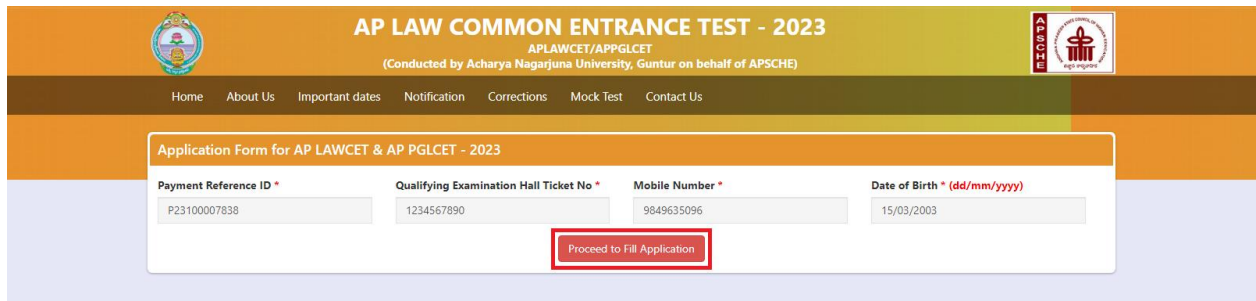 AP LAW COMMON ENTRANCE TEST - 2023
APLAWCET/APPGLCET
(Conducted by Acharya Nagarjuna University, Guntur on behalf of APSCHE)
APSCHE
Home About Us Important dates Notification Corrections Mock Test Contact Us
Application Form for AP LAWCET & AP PGLCET - 2023
Payment Reference ID * Qualifying Examination Hall Ticket No * Mobile Number * Date of Birth * (dd/mm/yyyy)
P23100007838 1234567890 9849635096 15/03/2003
Proceed to Fill Application